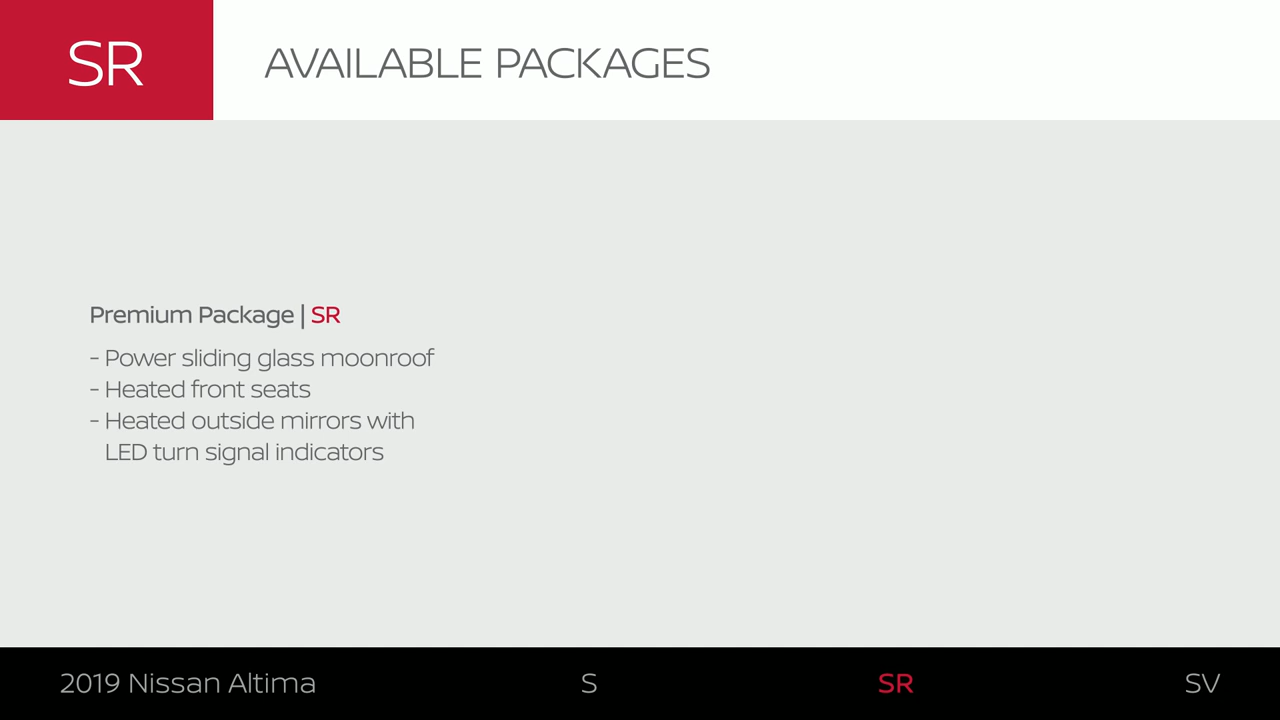 SR
AVAILABLE PACKAGES
Premium Package | SR
- Power sliding glass moonroof
- Heated front seats
- Heated outside mirrors with
LED turn signal indicators
2019 Nissan Altima
S
SR
SV